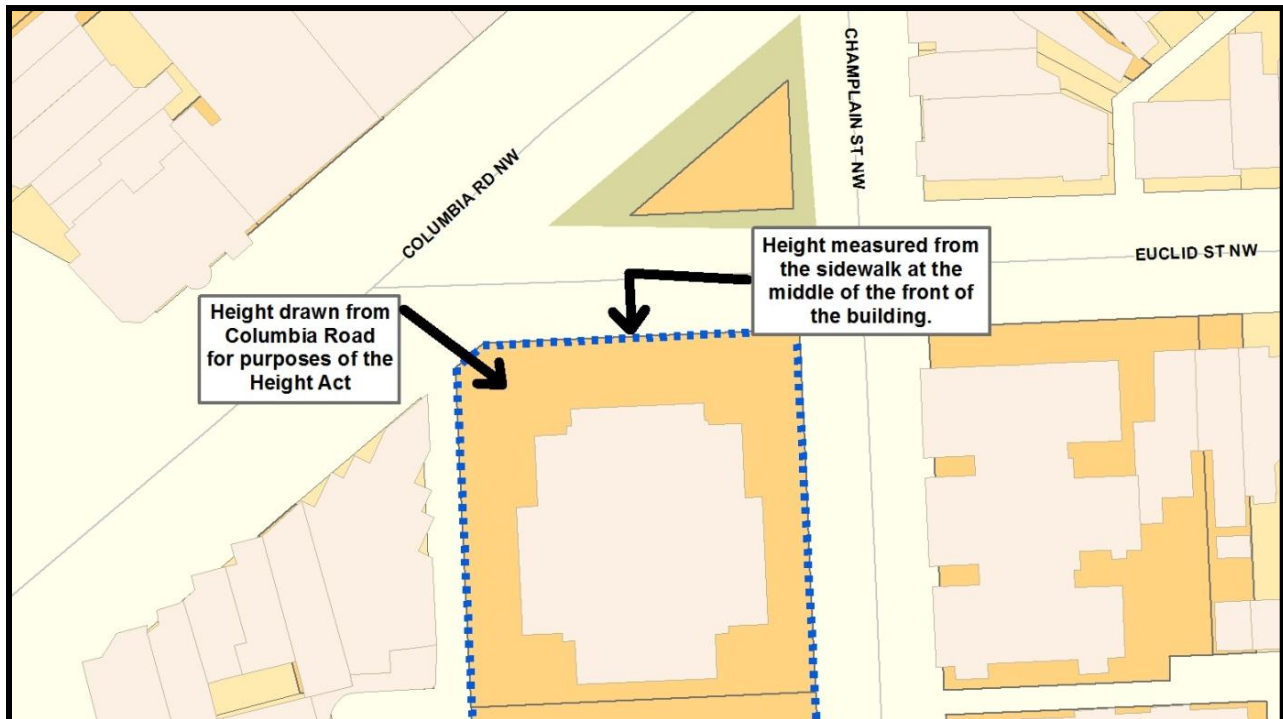 COLUMBIA RD NW
CHAMPLAIN ST NW
EUCLID ST NW
Height measured from
the sidewalk at the
middle of the front of
the building.
Height drawn from
Columbia Road
for purposes of the
Height Act